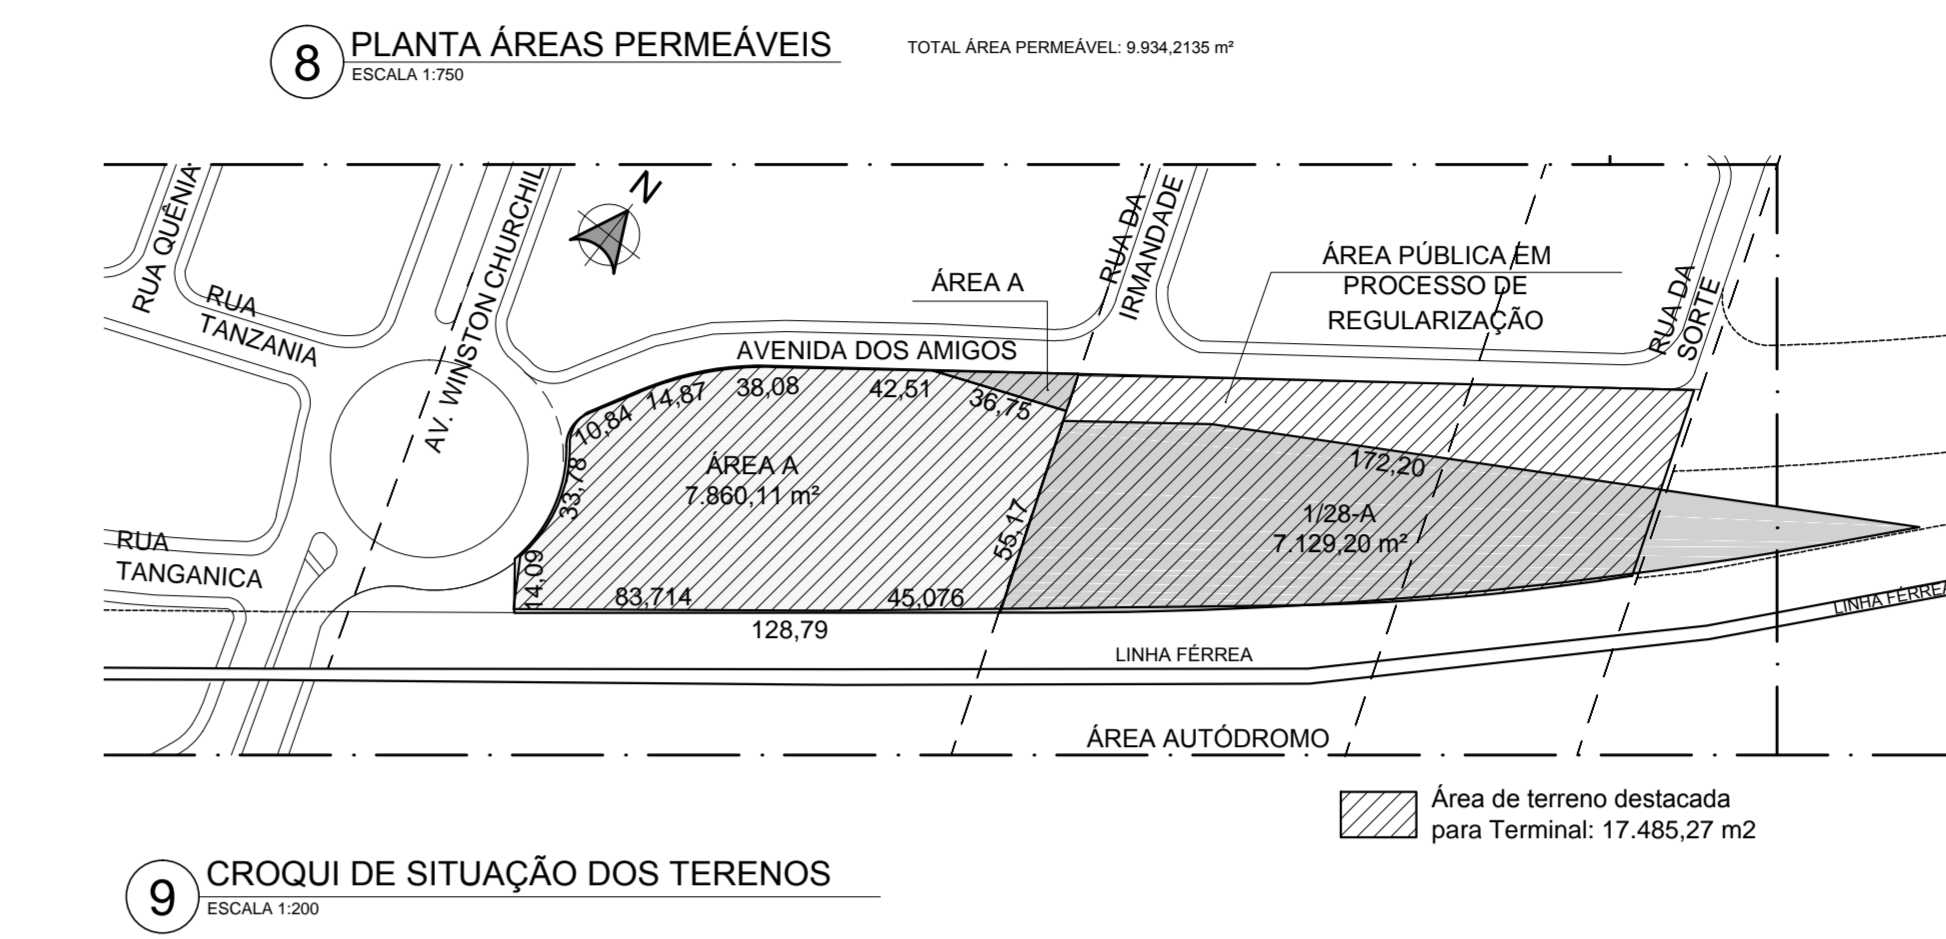 8
PLANTA ÁREAS PERMEÁVEIS
ESCALA 1:750
TOTAL ÁREA PERMEÁVEL: 9.934,2135 m²
RUA QUÊNIA
RUA
TANZANIA
AV. WINSTON CHURCHIL
N
ÁREA A
RUA DA
IRMANDADE
ÁREA PÚBLICA EM
PROCESSO DE
REGULARIZAÇÃO
RUA DA
SORTE
AVENIDA DOS AMIGOS
10,84
14,87
38,08
42,51
36,75
33,78
ÁREA A
7.860,11 m²
172,20
55,17
1/28-A
7.129,20 m²
RUA
TANGANICA
14,09
83,714
45,076
128,79
LINHA FÉRREA
LINHA FÉRREA
ÁREA AUTÓDROMO
Área de terreno destacada
para Terminal: 17.485,27 m2
9
CROQUI DE SITUAÇÃO DOS TERENOS
ESCALA 1:200